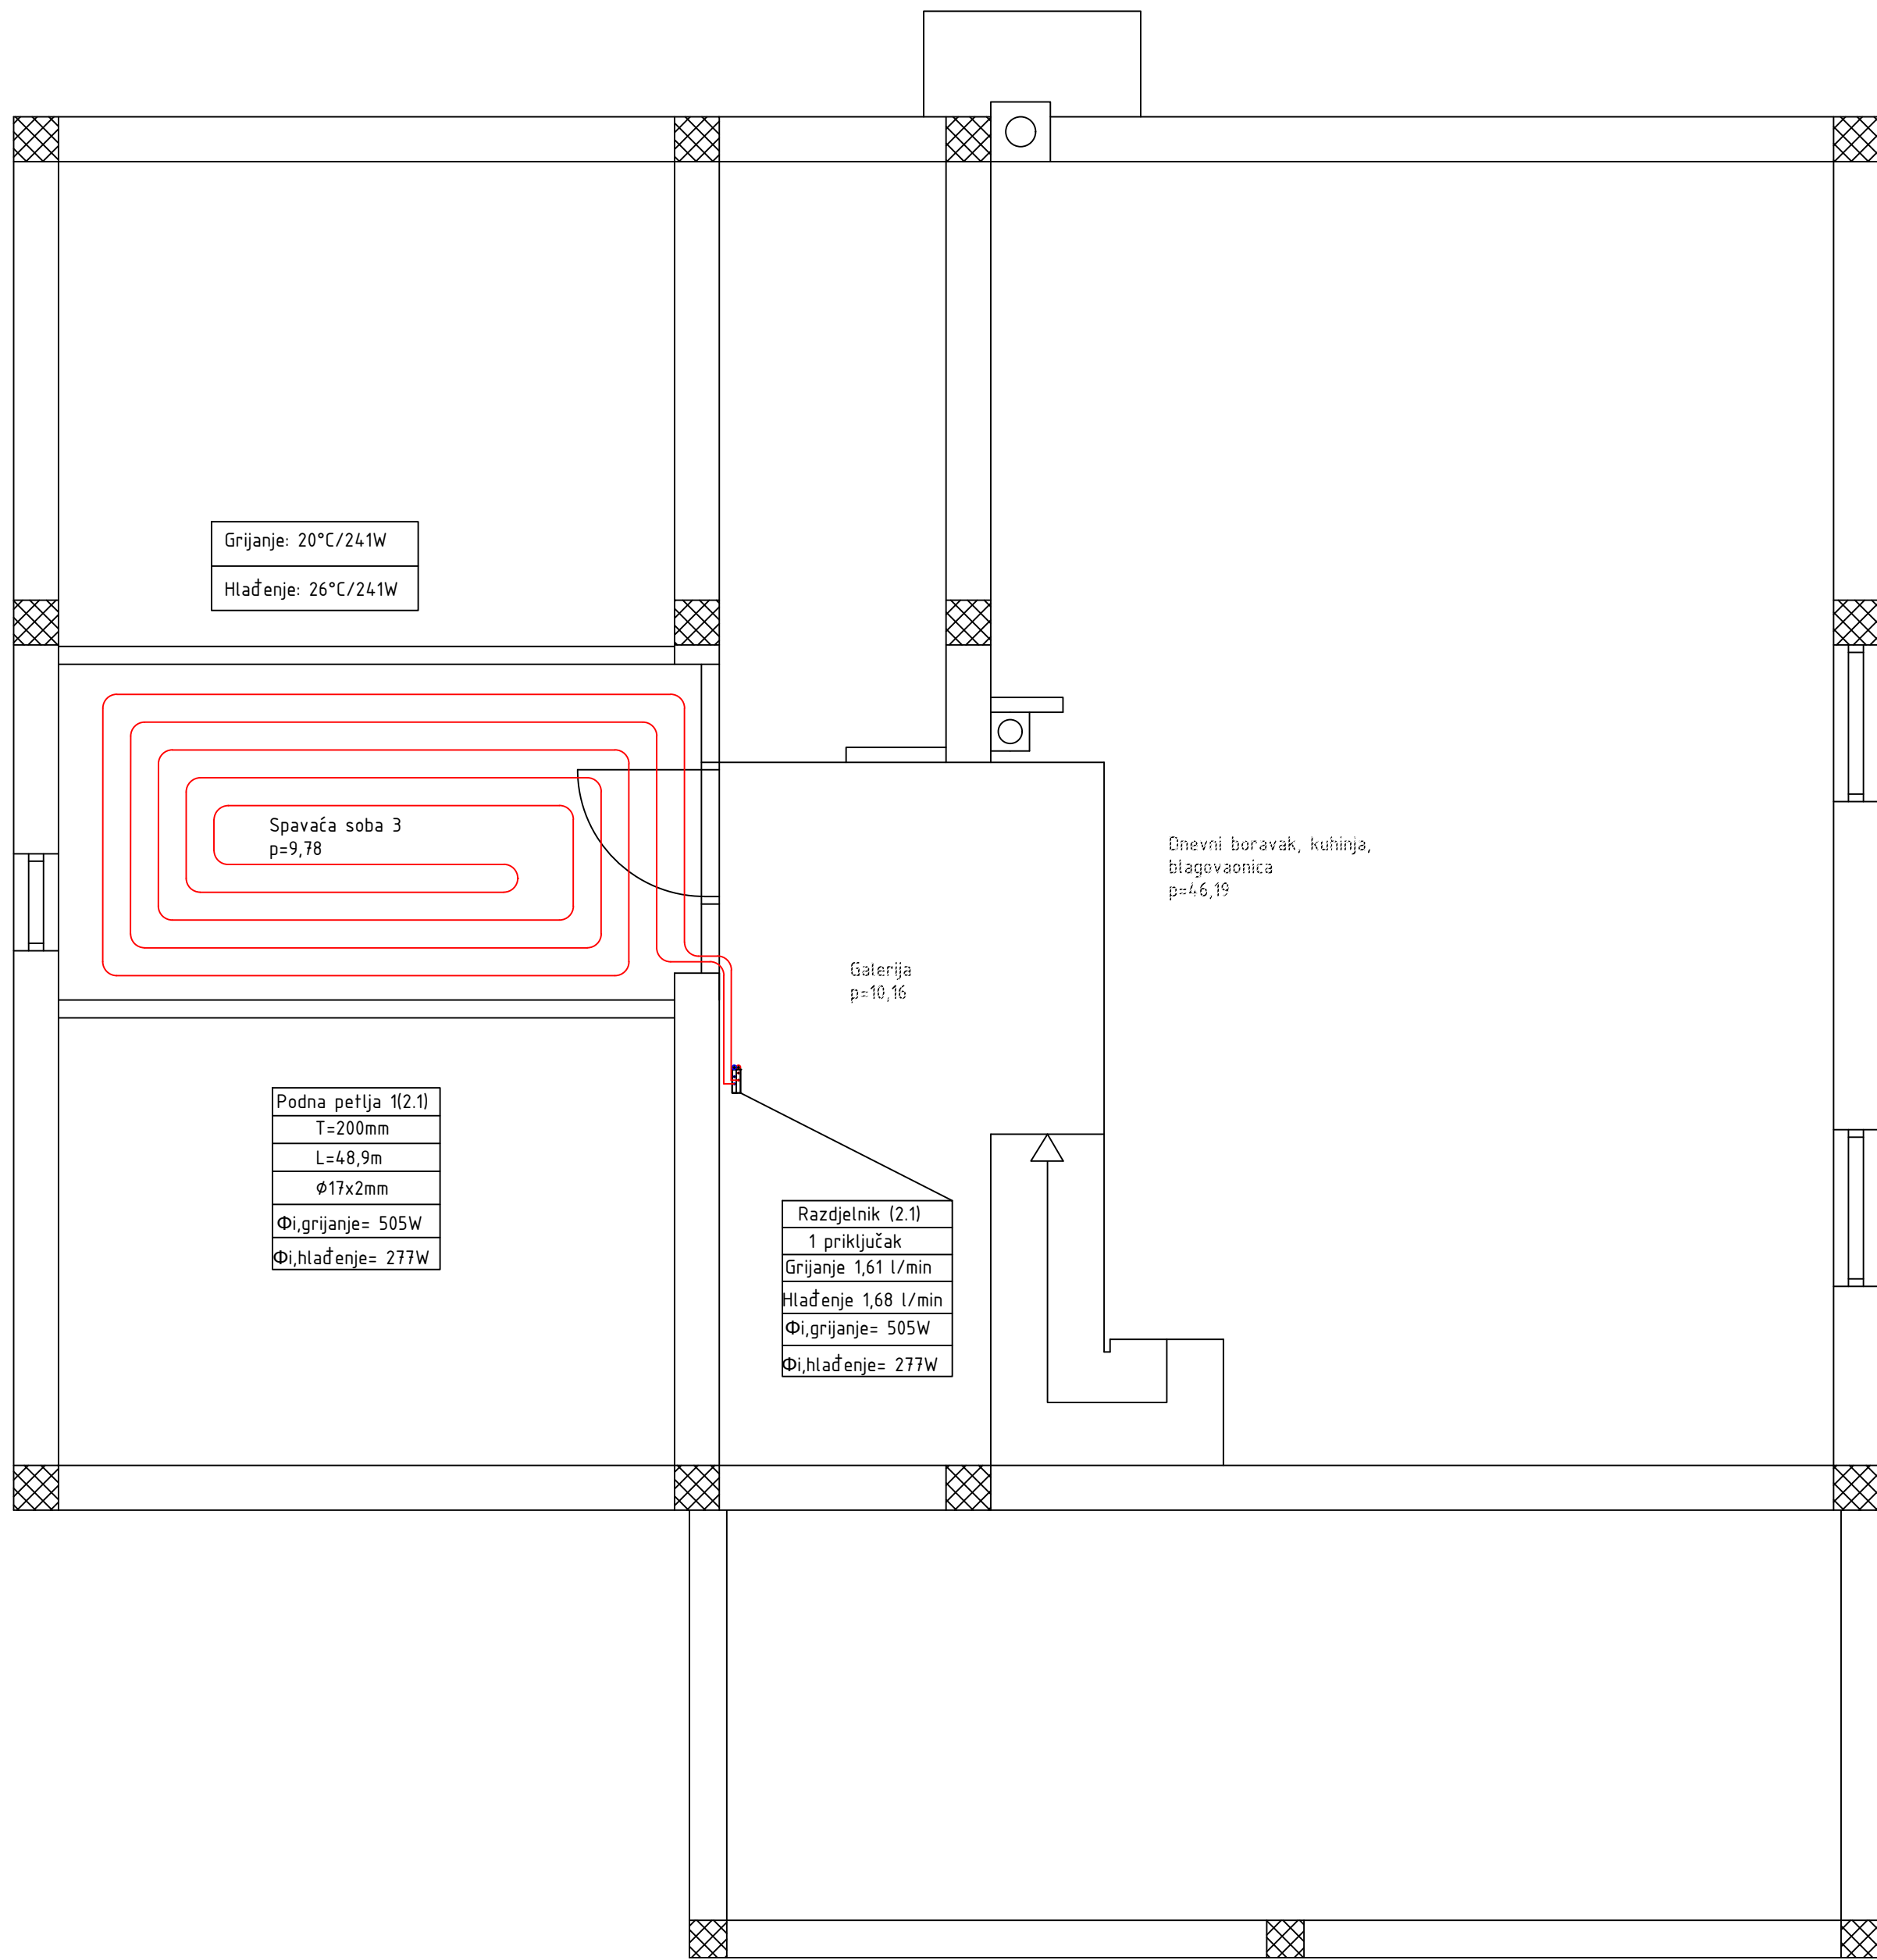 Grijanje: 20°C/241W
Hlađenje: 26°C/241W
Spavaća soba 3
p=9,78
Dnevni boravak, kuhinja,
blagovaonica
p=46,19
Galerija
p=10,16
Podna petlja 1(2.1)
T=200mm
L=48,9m
Ø17x2mm
Φi,grijanje= 505W
Φi,hlađenje= 277W
Razdjelnik (2.1)
1 priključak
Grijanje 1,61 l/min
Hlađenje 1,68 l/min
Φi,grijanje= 505W
Φi,hlađenje= 277W